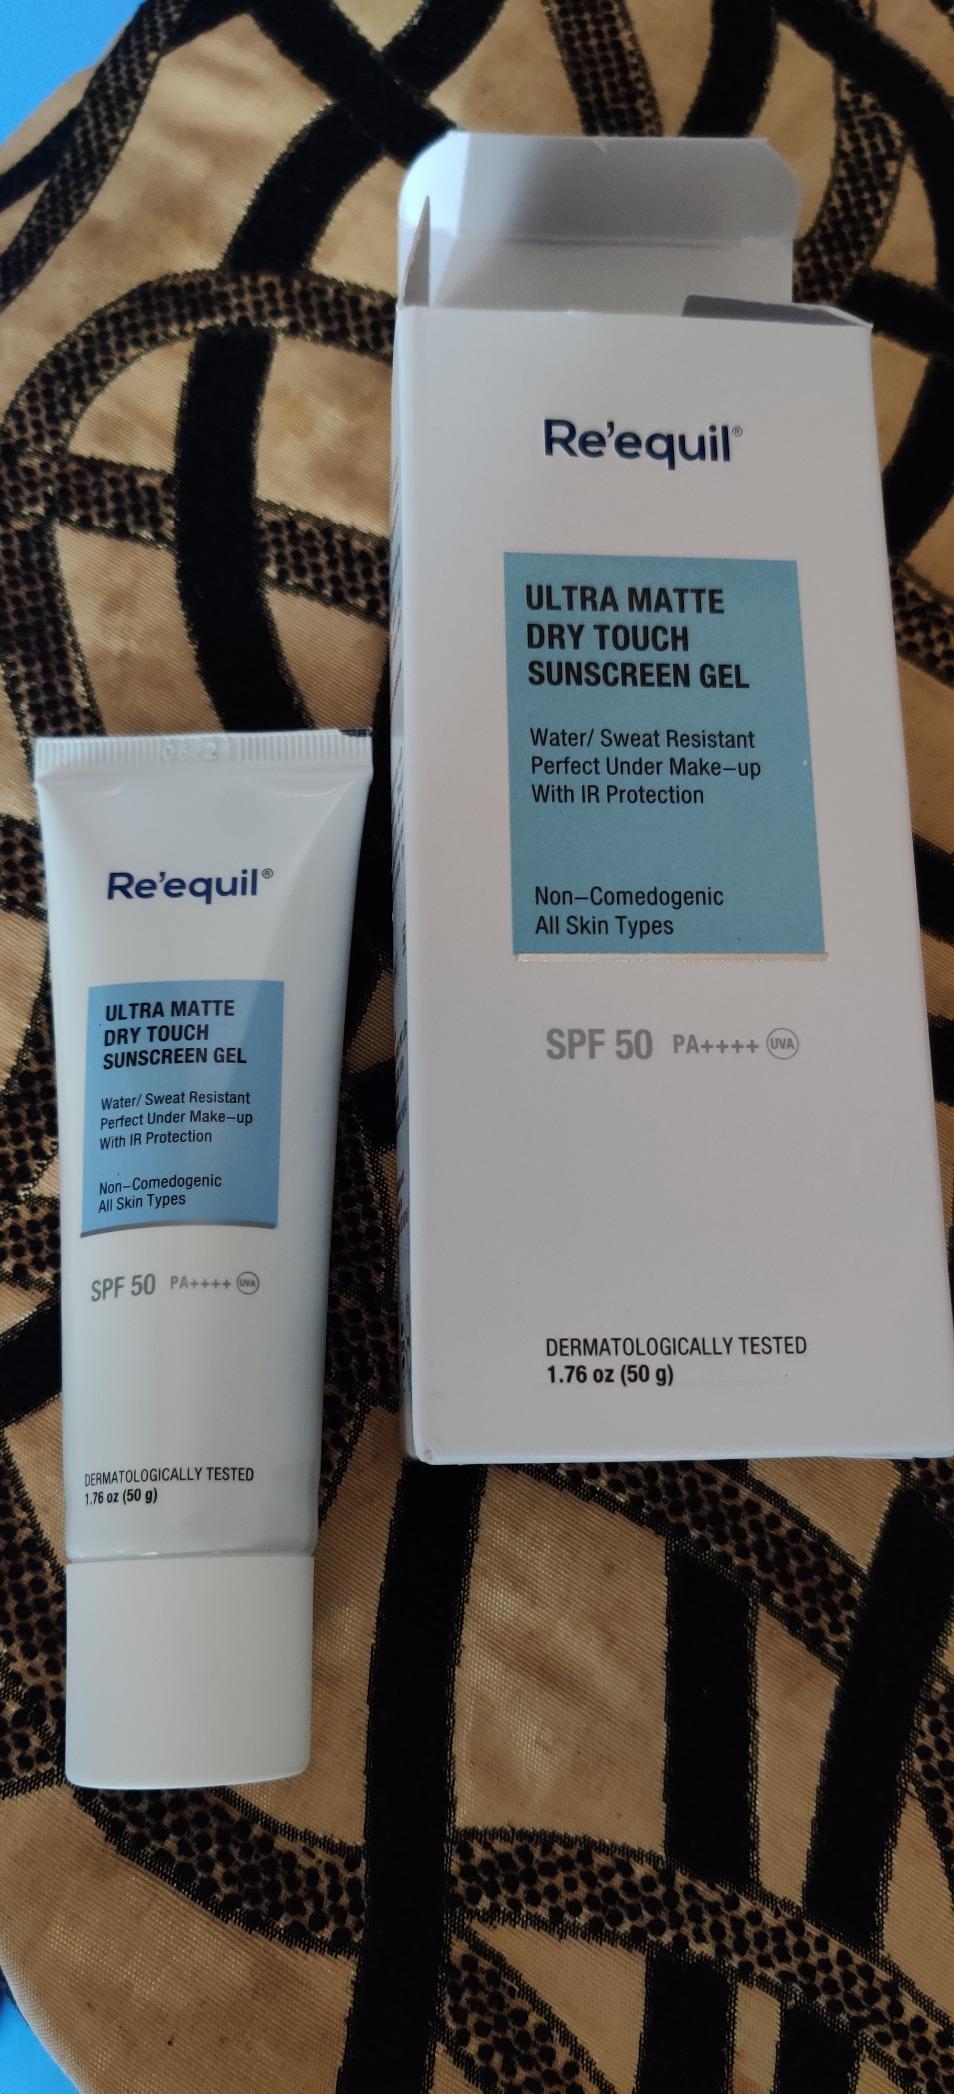 Re'equil®
ULTRA MATTE
DRY TOUCH
SUNSCREEN GEL
Water/ Sweat Resistant
Perfect Under Make–up
With IR Protection
Non–Comedogenic
All Skin Types
SPF 50 PA++++ UVA
DERMATOLOGICALLY TESTED
1.76 oz (50 g)
Re'equil®
ULTRA MATTE
DRY TOUCH
SUNSCREEN GEL
Water/ Sweat Resistant
Perfect Under Make–up
With IR Protection
Non–Comedogenic
All Skin Types
SPF 50 PA++++ UVA
DERMATOLOGICALLY TESTED
1.76 oz (50 g)